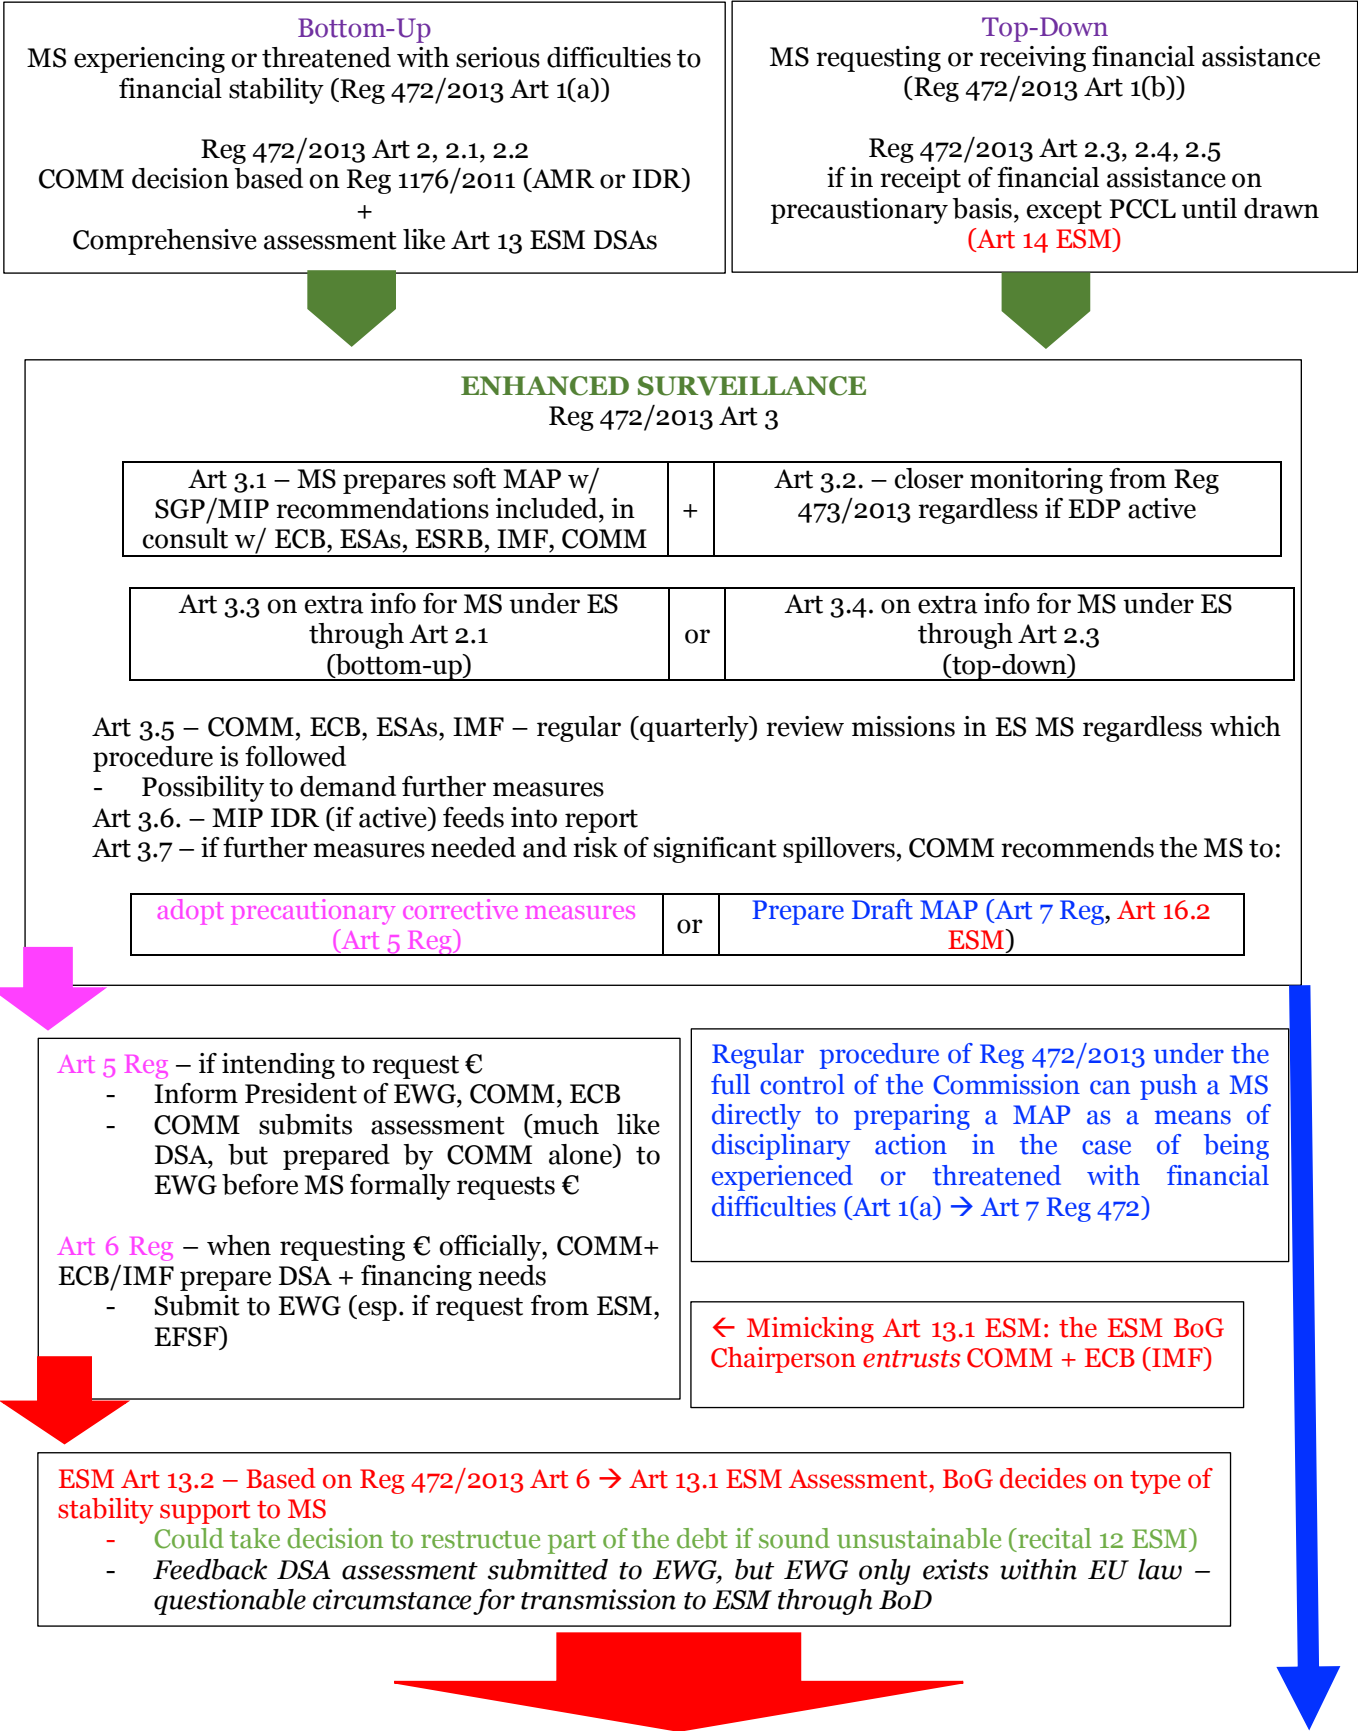 Bottom-Up
MS experiencing or threatened with serious difficulties to
financial stability (Reg 472/2013 Art 1(a))
Reg 472/2013 Art 2, 2.1, 2.2
COMM decision based on Reg 1176/2011 (AMR or IDR)
+
Comprehensive assessment like Art 13 ESM DSAs
Top-Down
MS requesting or receiving financial assistance
(Reg 472/2013 Art 1(b))
Reg 472/2013 Art 2.3, 2.4, 2.5
if in receipt of financial assistance on
precaustionary basis, except PCCL until drawn
(Art 14 ESM)
ENHANCED SURVEILLANCE
Reg 472/2013 Art 3
Art 3.1 – MS prepares soft MAP w/
SGP/MIP recommendations included, in
consult w/ ECB, ESAs, ESRB, IMF, COMM
+
Art 3.2. – closer monitoring from Reg
473/2013 regardless if EDP active
Art 3.3 on extra info for MS under ES
through Art 2.1
(bottom-up)
or
Art 3.4. on extra info for MS under ES
through Art 2.3
(top-down)
Art 3.5 – COMM, ECB, ESAs, IMF – regular (quarterly) review missions in ES MS regardless which
procedure is followed
- Possibility to demand further measures
Art 3.6. – MIP IDR (if active) feeds into report
Art 3.7 – if further measures needed and risk of significant spillovers, COMM recommends the MS to:
adopt precautionary corrective measures
(Art 5 Reg)
or
Prepare Draft MAP (Art 7 Reg, Art 16.2
ESM)
Art 5 Reg – if intending to request €
- Inform President of EWG, COMM, ECB
- COMM submits assessment (much like
DSA, but prepared by COMM alone) to
EWG before MS formally requests €
Art 6 Reg – when requesting € officially, COMM+
ECB/IMF prepare DSA + financing needs
- Submit to EWG (esp. if request from ESM,
EFSF)
Regular procedure of Reg 472/2013 under the
full control of the Commission can push a MS
directly to preparing a MAP as a means of
disciplinary action in the case of being
experienced or threatened with financial
difficulties (Art 1(a) → Art 7 Reg 472)
← Mimicking Art 13.1 ESM: the ESM BoG
Chairperson entrusts COMM + ECB (IMF)
ESM Art 13.2 – Based on Reg 472/2013 Art 6 → Art 13.1 ESM Assessment, BoG decides on type of
stability support to MS
- Could take decision to restructue part of the debt if sound unsustainable (recital 12 ESM)
- Feedback DSA assessment submitted to EWG, but EWG only exists within EU law –
questionable circumstance for transmission to ESM through BoD